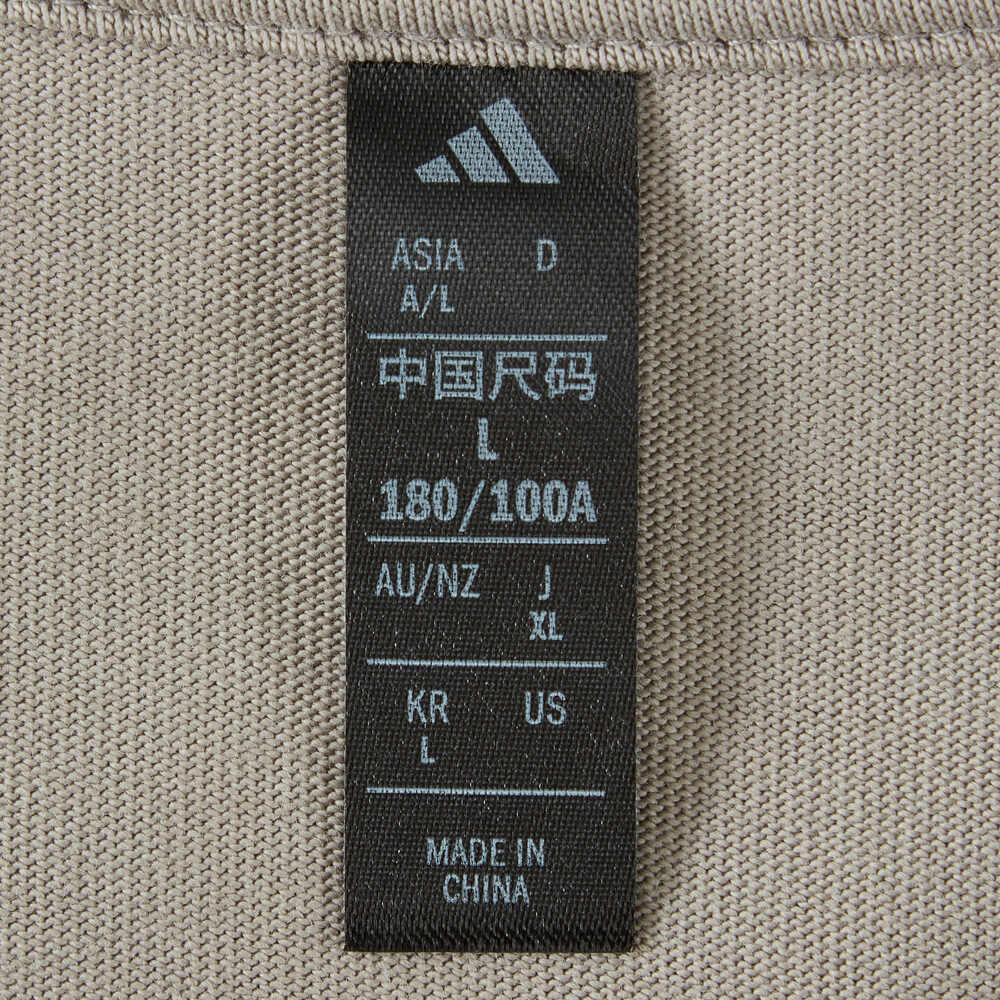 ASIA D
A/L
中国尺码
L
180/100A
AU/NZ J
XL
KR US
L
MADE IN
CHINA